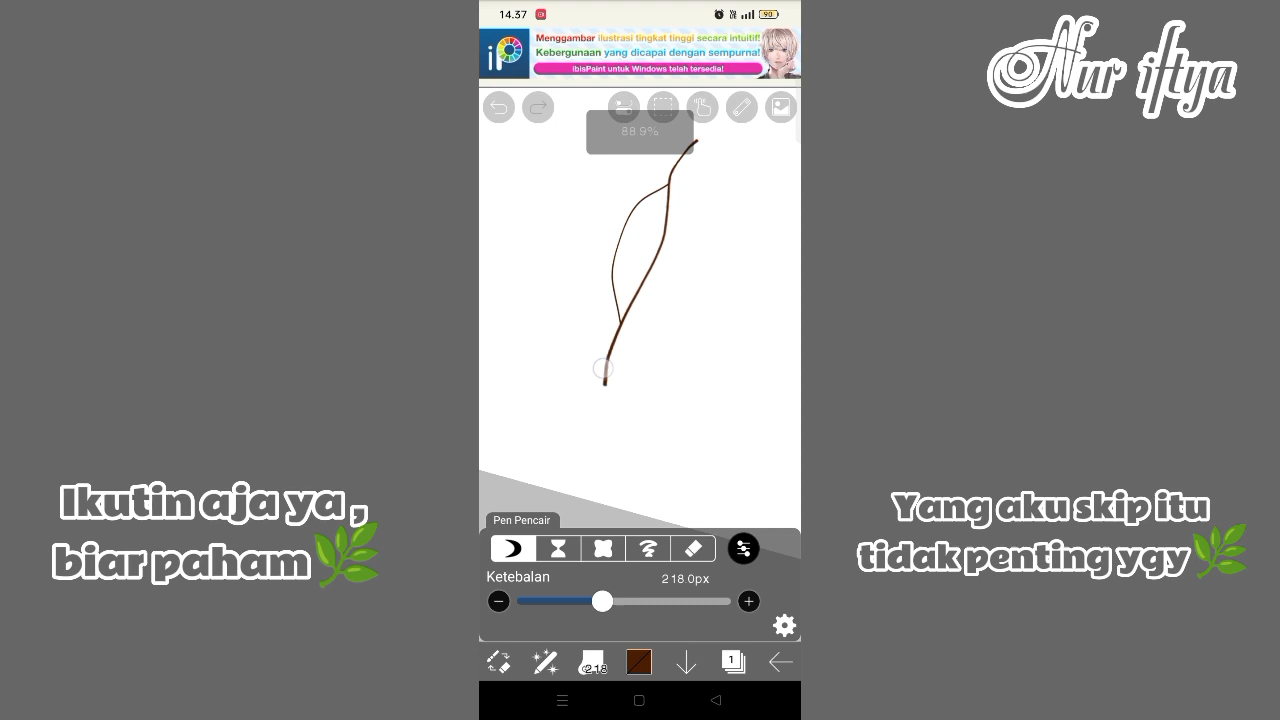 14.37
90
Menggambar ilustrasi tingkat tinggi secara intuitif!
Kebergunaan yang dicapai dengan sempurna!
ibisPaint untuk Windows telah tersedia!
iP
Nur iftya
88.9%
Ikutin aja ya ,
biar paham
Yang aku skip itu
tidak penting ygy
Pen Pencair
Ketebalan
218.0px
218
1